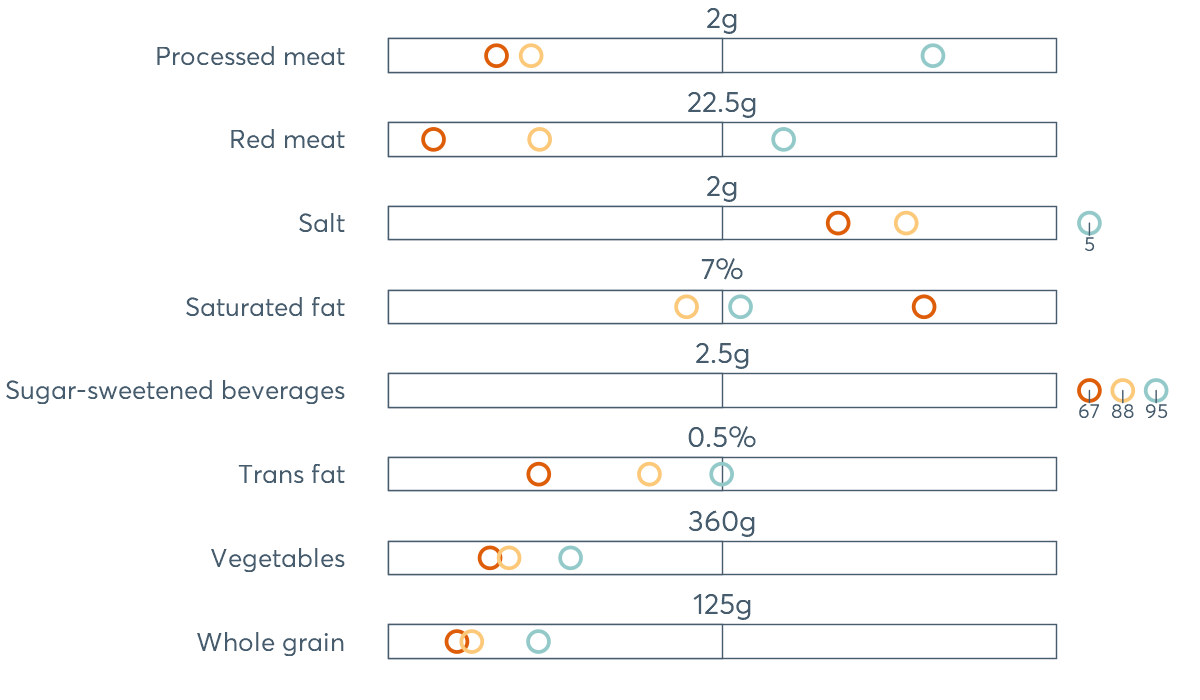 2g
Processed meat
22.5g
Red meat
2g
Salt
5
7%
Saturated fat
2.5g
Sugar-sweetened beverages
67 88 95
0.5%
Trans fat
360g
Vegetables
125g
Whole grain